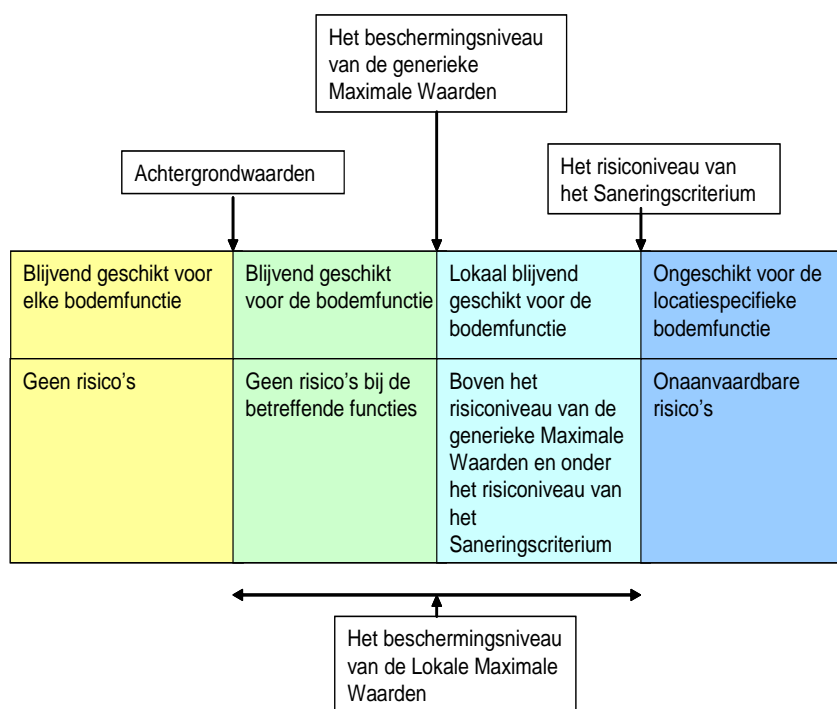 Het beschermingsniveau
van de generieke
Maximale Waarden
Achtergrondwaarden
Het risiconiveau van
het Saneringscriterium
Blijvend geschikt voor
elke bodemfunctie
Blijvend geschikt
voor de bodemfunctie
Lokaal blijvend
geschikt voor de
bodemfunctie
Ongeschikt voor de
locatiespecifieke
bodemfunctie
Geen risico’s
Geen risico’s bij de
betreffende functies
Boven het
risiconiveau van de
generieke Maximale
Waarden en onder
het risiconiveau van
het
Saneringscriterium
Onaanvaardbare
risico’s
Het beschermingsniveau
van de Lokale Maximale
Waarden